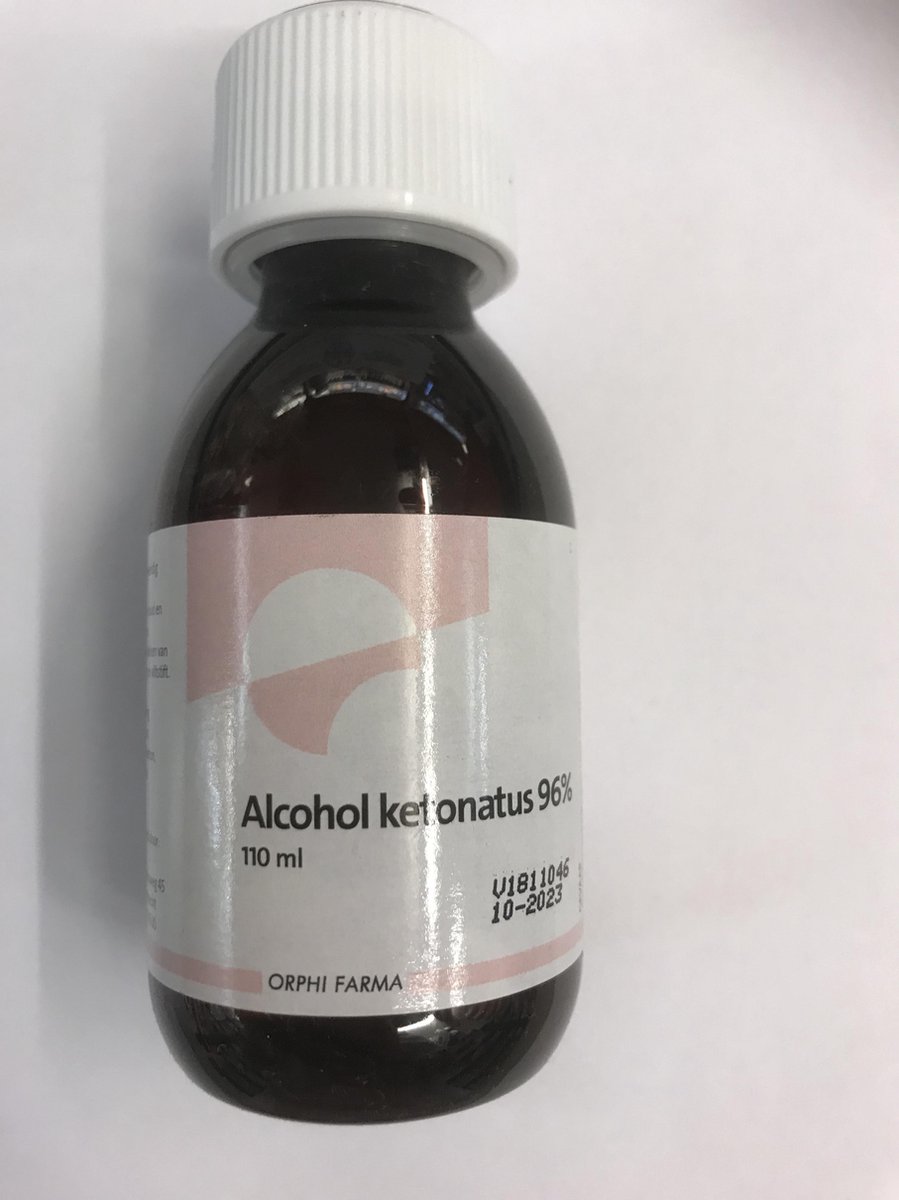 Alcohol ketonatus 96%
110 ml
V1811046
10-2023
ORPHI FARMA